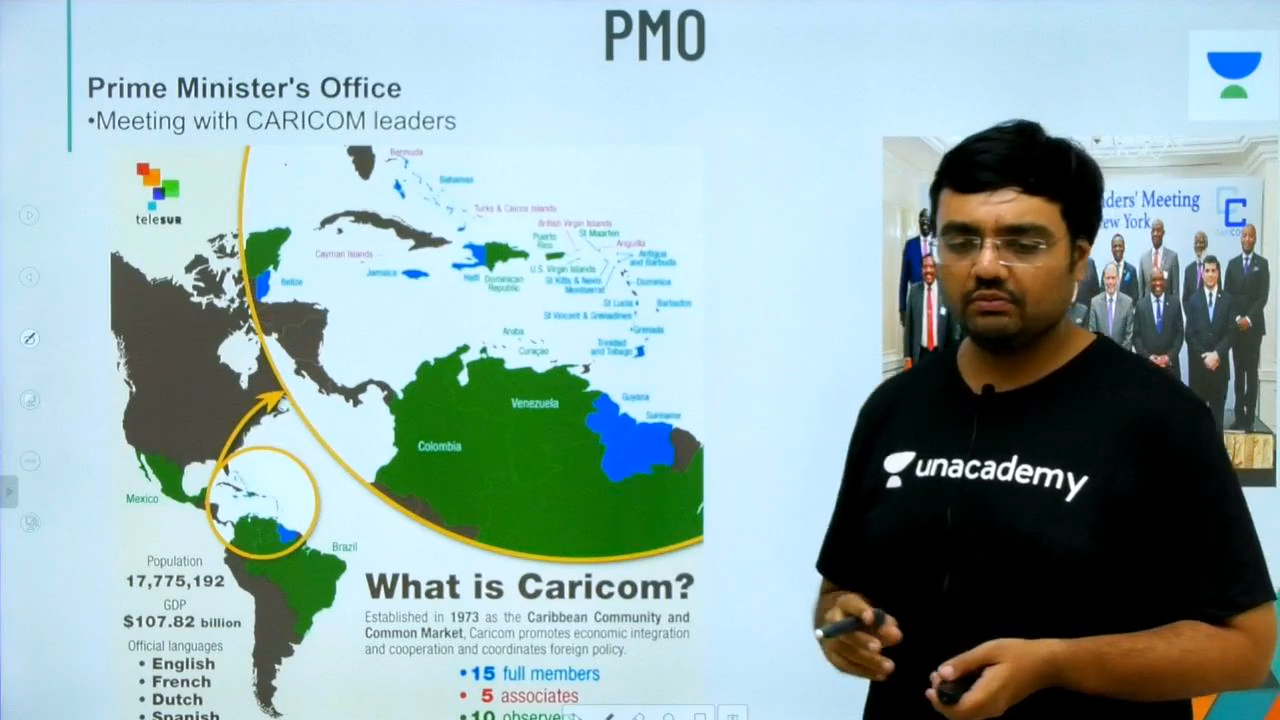 PMO
Prime Minister's Office
•Meeting with CARICOM leaders
teleSUR
Bermuda
Bahamas
Turks & Caicos Islands
British Virgin Islands
St Maarten
Anguilla
Puerto
Rico
Cayman Islands
Antigua
and Barbuda
Jamaica
Haiti
Dominican
Republic
U.S. Virgin Islands
St Kitts & Nevis
Montserrat
Dominica
Belize
St Lucia
Barbados
St Vincent & Grenadines
Grenada
Aruba
Curaçao
Trinidad
and Tobago
Venezuela
Guyana
Suriname
Colombia
Mexico
Brazil
Population
17,775,192
GDP
$107.82 billion
Official languages
• English
• French
• Dutch
• Spanish
What is Caricom?
Established in 1973 as the Caribbean Community and
Common Market, Caricom promotes economic integration
and cooperation and coordinates foreign policy.
• 15 full members
• 5 associates
• 10 observe
ders' Meeting
ew York
unacademy